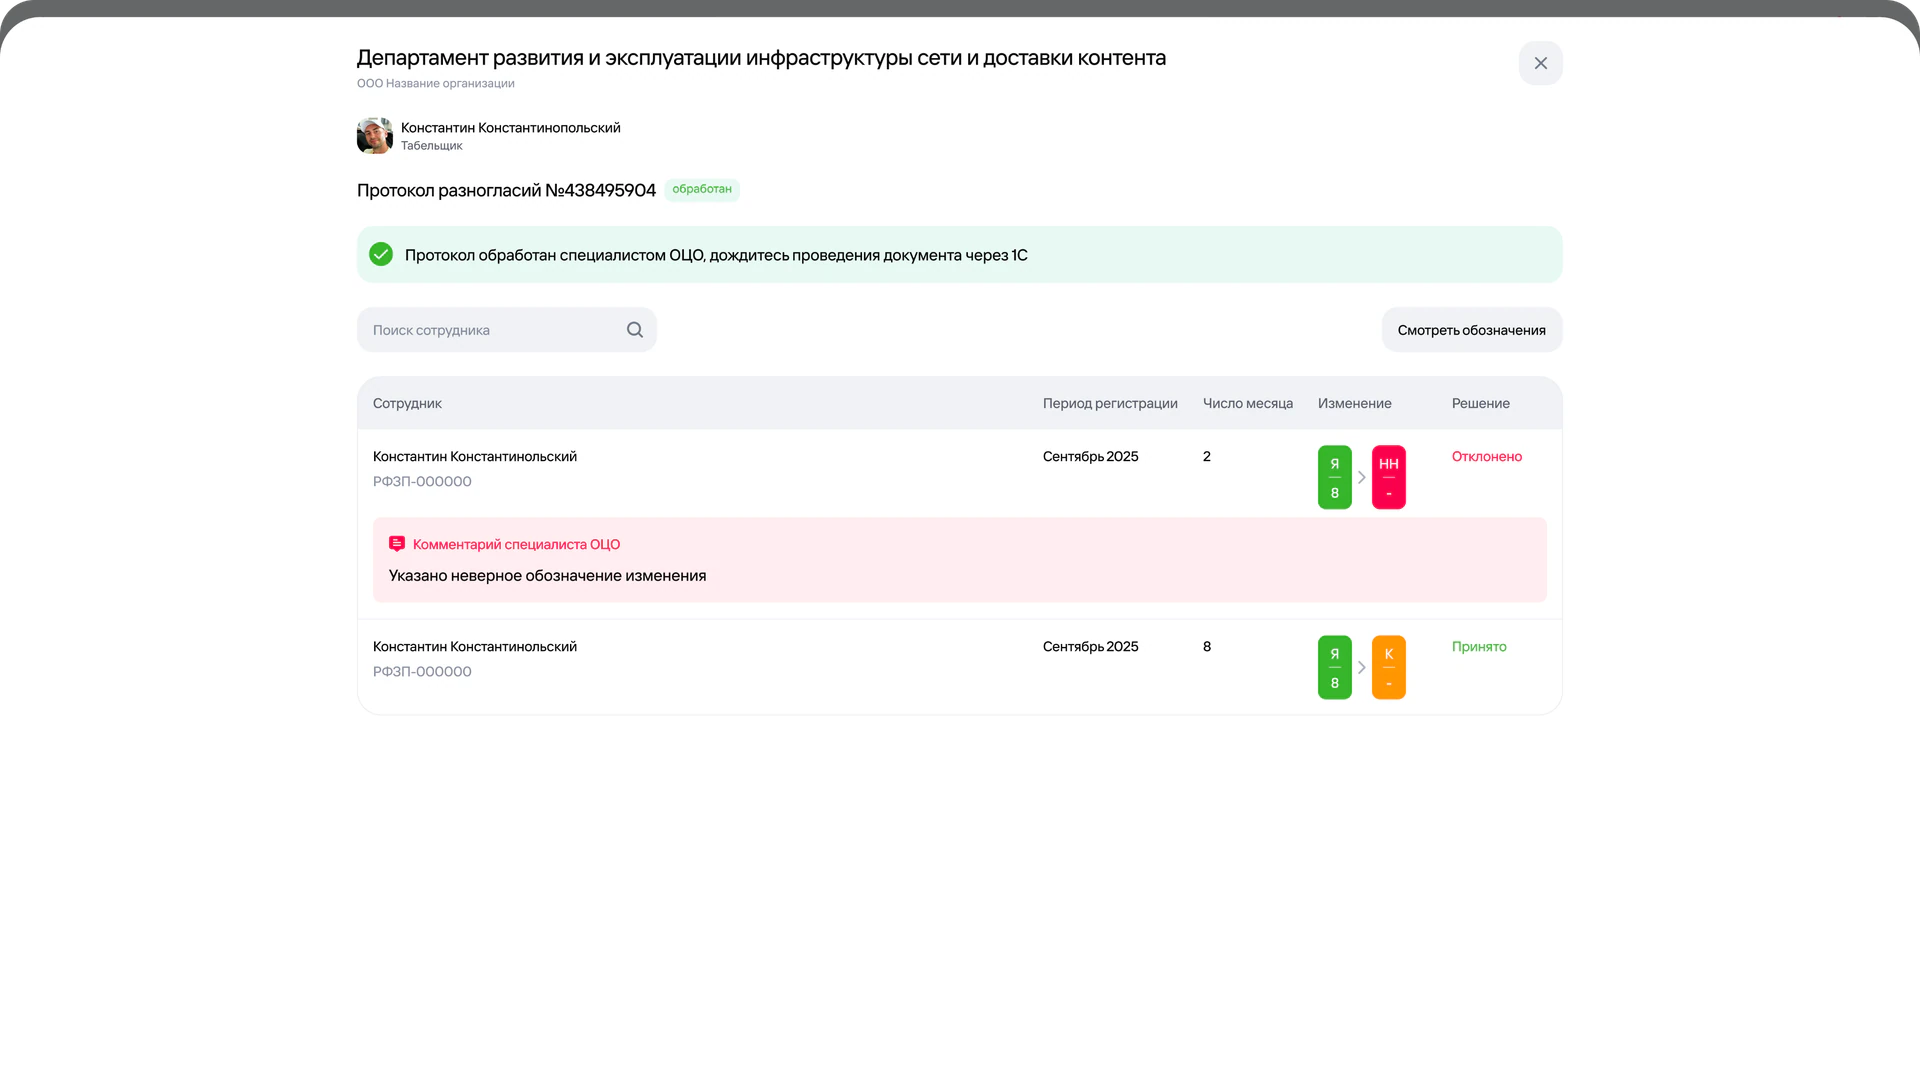 Департамент развития и эксплуатации инфраструктуры сети и доставки контента
ООО Название организации
Константин Константинопольский
Табельщик
Протокол разногласий №438495904 обработан
Протокол обработан специалистом ОЦО, дождитесь проведения документа через 1С
Поиск сотрудника
Смотреть обозначения
Сотрудник Период регистрации Число месяца Изменение Решение
Константин Константинольский Сентябрь 2025 2 Я НН Отклонено
РФЗП-000000 8 -
Комментарий специалиста ОЦО
Указано неверное обозначение изменения
Константин Константинольский Сентябрь 2025 8 Я К Принято
РФЗП-000000 8 -